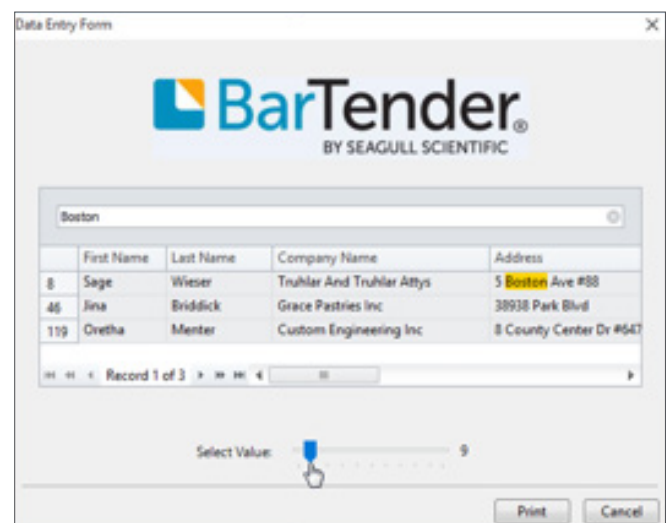 Data Entry Form
BarTender®
BY SEAGULL SCIENTIFIC
Boston
First Name Last Name Company Name Address
8 Sage Wieser Truhlar And Truhlar Attys 5 Boston Ave #88
46 Jina Briddick Grace Pastries Inc 38938 Park Blvd
119 Oretha Menter Custom Engineering Inc 8 County Center Dr #647
Record 1 of 3
Select Value: 9
Print Cancel